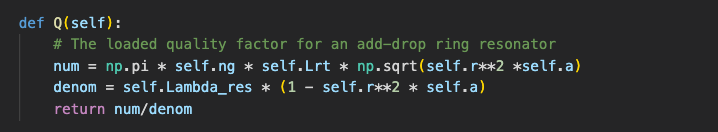 def Q(self):
    # The loaded quality factor for an add-drop ring resonator
    num = np.pi * self.ng * self.Lrt * np.sqrt(self.r**2 *self.a)
    denom = self.Lambda_res * (1 - self.r**2 * self.a)
    return num/denom